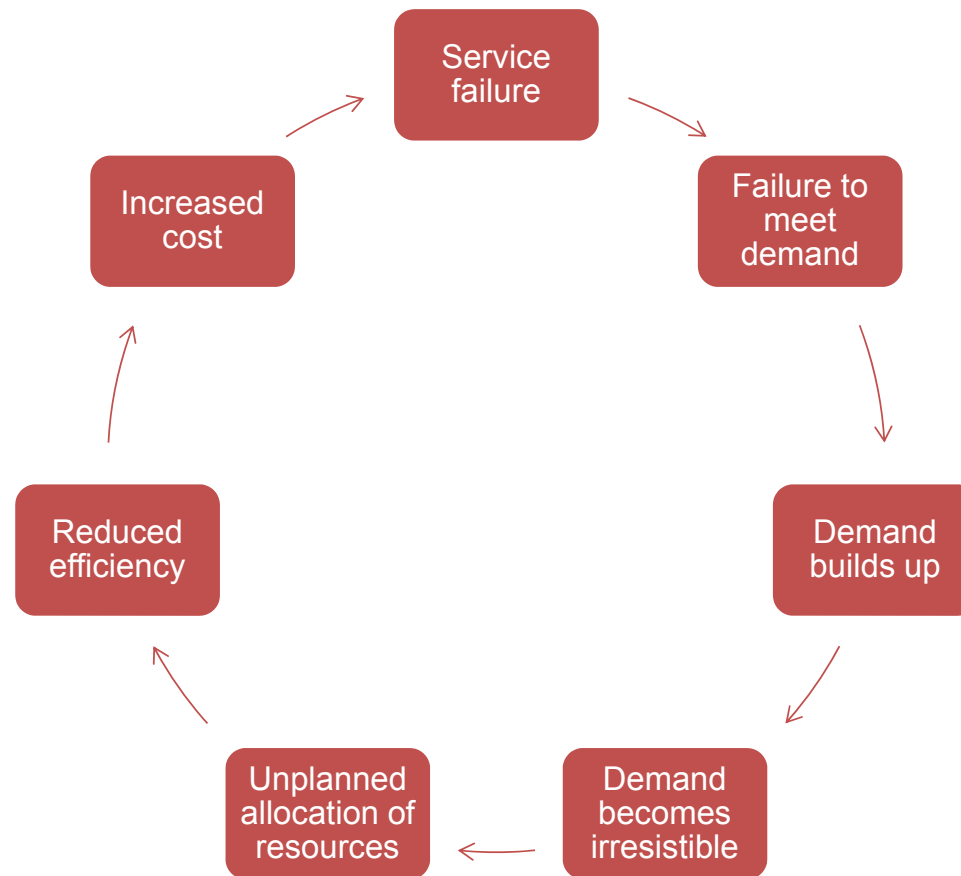 Service
failure
Failure to
meet
demand
Demand
builds up
Demand
becomes
irresistible
Unplanned
allocation of
resources
Reduced
efficiency
Increased
cost